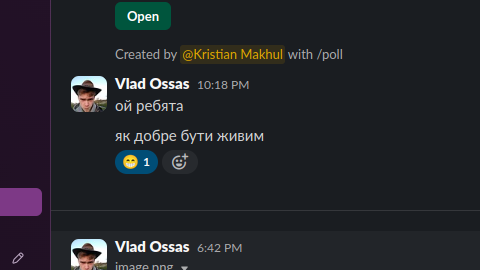 Open
Created by @Kristian Makhul with /poll
Vlad Ossas 10:18 PM
ой ребята
як добре бути живим
😁 1
Vlad Ossas 6:42 PM
image.png